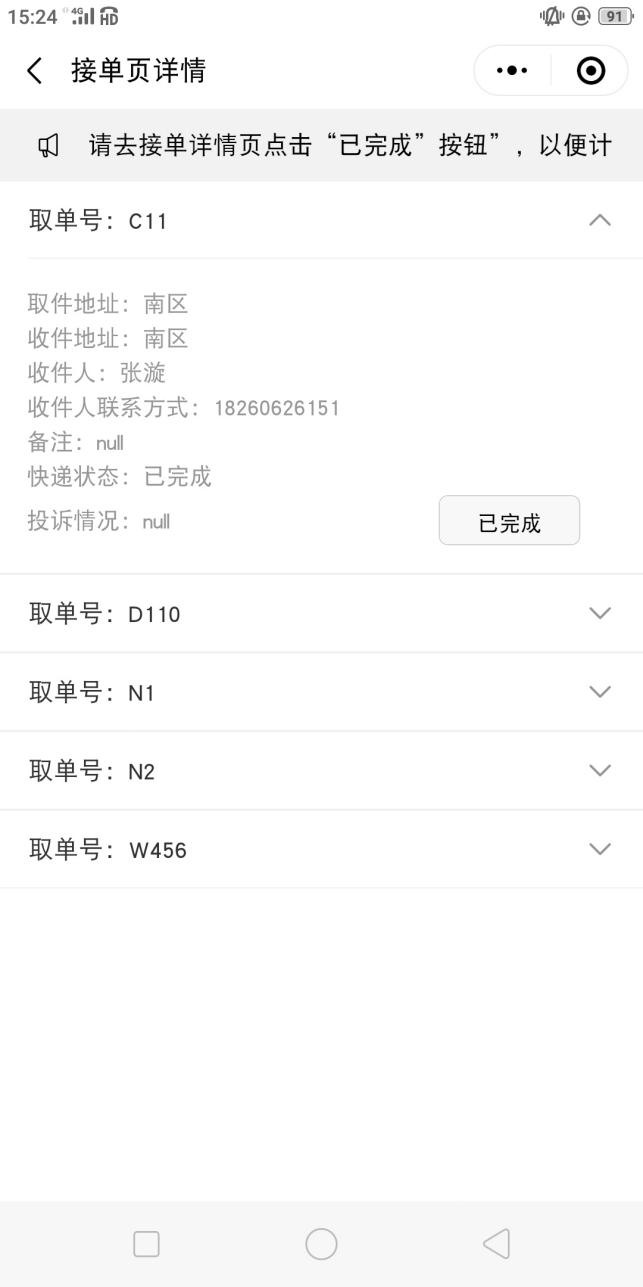 15:24 4G HD 91
接单页详情
请去接单详情页点击“已完成”按钮”，以便计
取单号：C11
取件地址：南区
收件地址：南区
收件人：张漩
收件人联系方式：18260626151
备注：null
快递状态：已完成
投诉情况：null
已完成
取单号：D110
取单号：N1
取单号：N2
取单号：W456